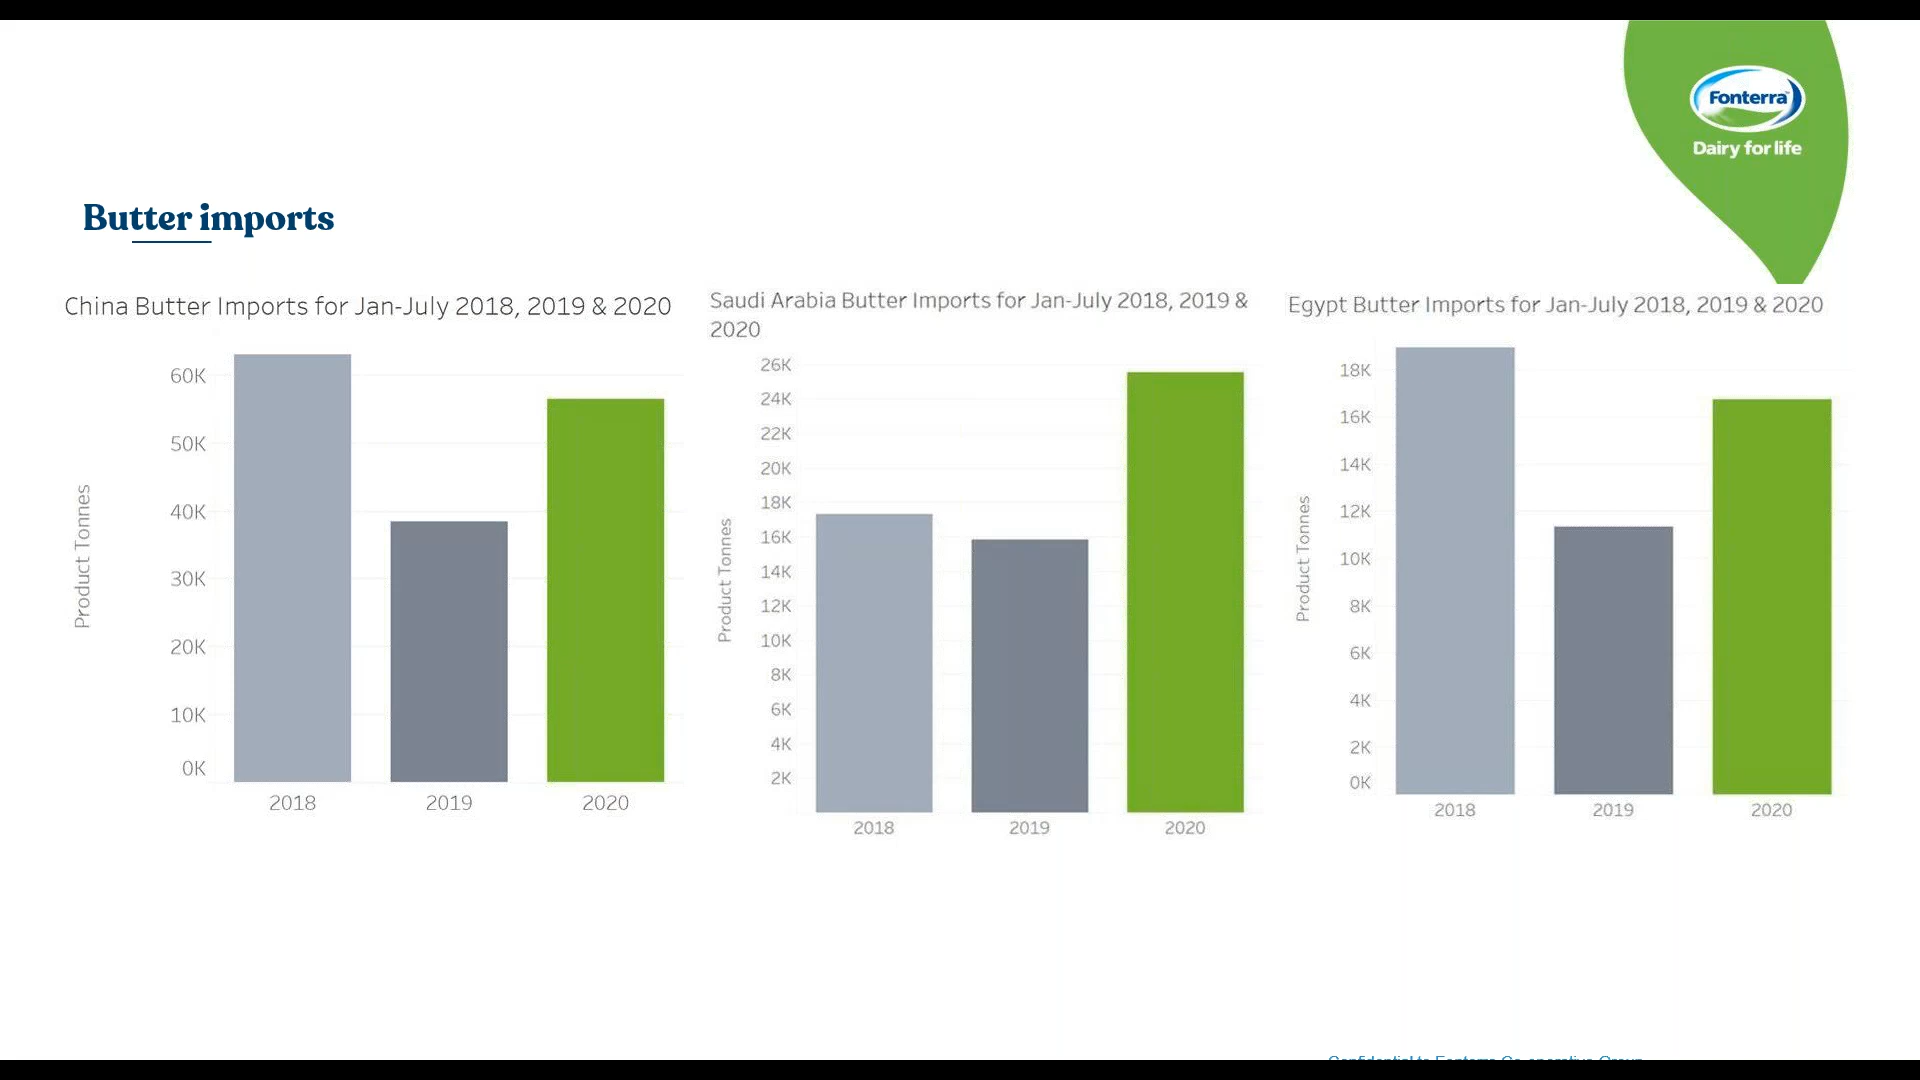 Fonterra
Dairy for life
Butter imports
China Butter Imports for Jan-July 2018, 2019 & 2020
Product Tonnes
60K
50K
40K
30K
20K
10K
0K
2018 2019 2020
Saudi Arabia Butter Imports for Jan-July 2018, 2019 &
2020
Product Tonnes
26K
24K
22K
20K
18K
16K
14K
12K
10K
8K
6K
4K
2K
2018 2019 2020
Egypt Butter Imports for Jan-July 2018, 2019 & 2020
Product Tonnes
18K
16K
14K
12K
10K
8K
6K
4K
2K
0K
2018 2019 2020